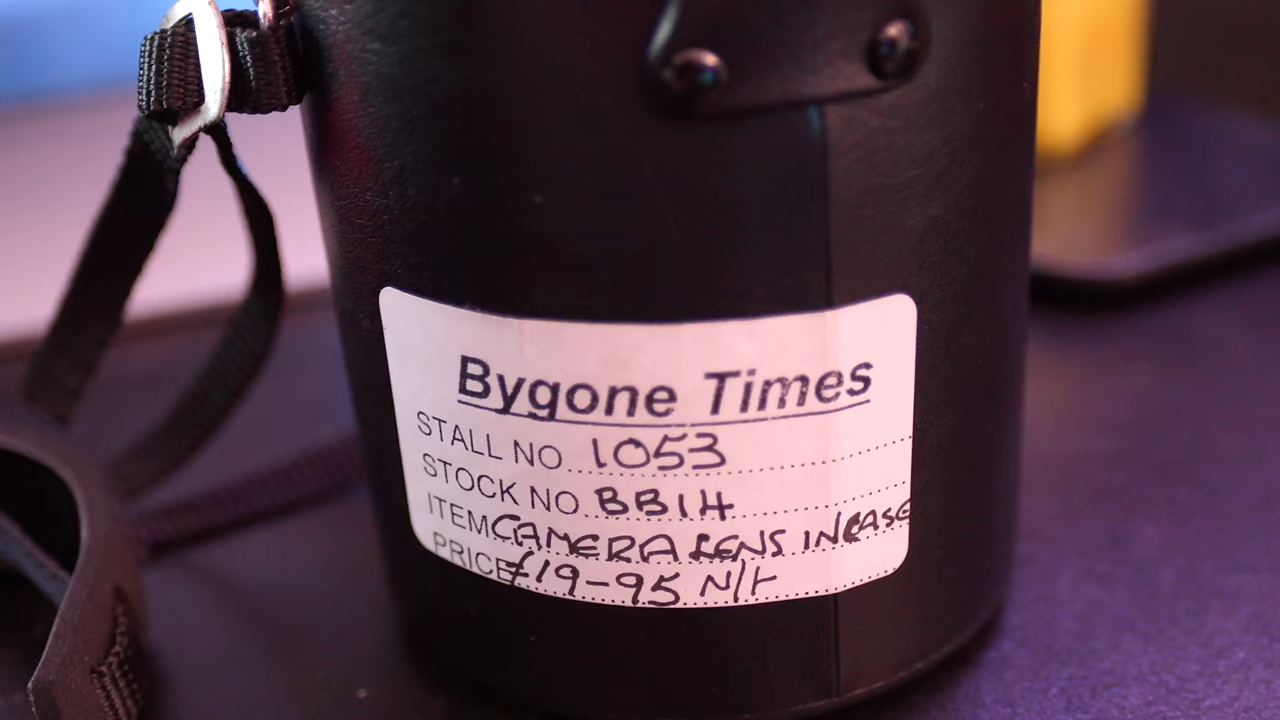 Bygone Times
STALL NO 1053
STOCK NO BB14
ITEM CAMERA LENS IN CASE
PRICE £19-95 N/F